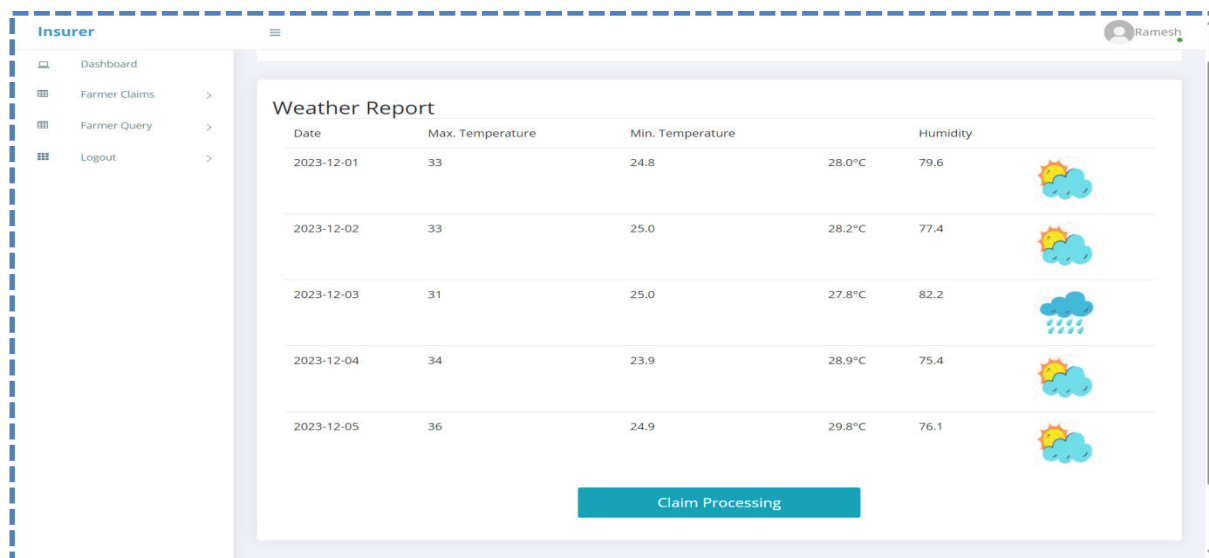 Insurer
Ramesh
Dashboard
Farmer Claims
Farmer Query
Logout
Weather Report
Date Max. Temperature Min. Temperature Humidity
2023-12-01 33 24.8 28.0°C 79.6
2023-12-02 33 25.0 28.2°C 77.4
2023-12-03 31 25.0 27.8°C 82.2
2023-12-04 34 23.9 28.9°C 75.4
2023-12-05 36 24.9 29.8°C 76.1
Claim Processing